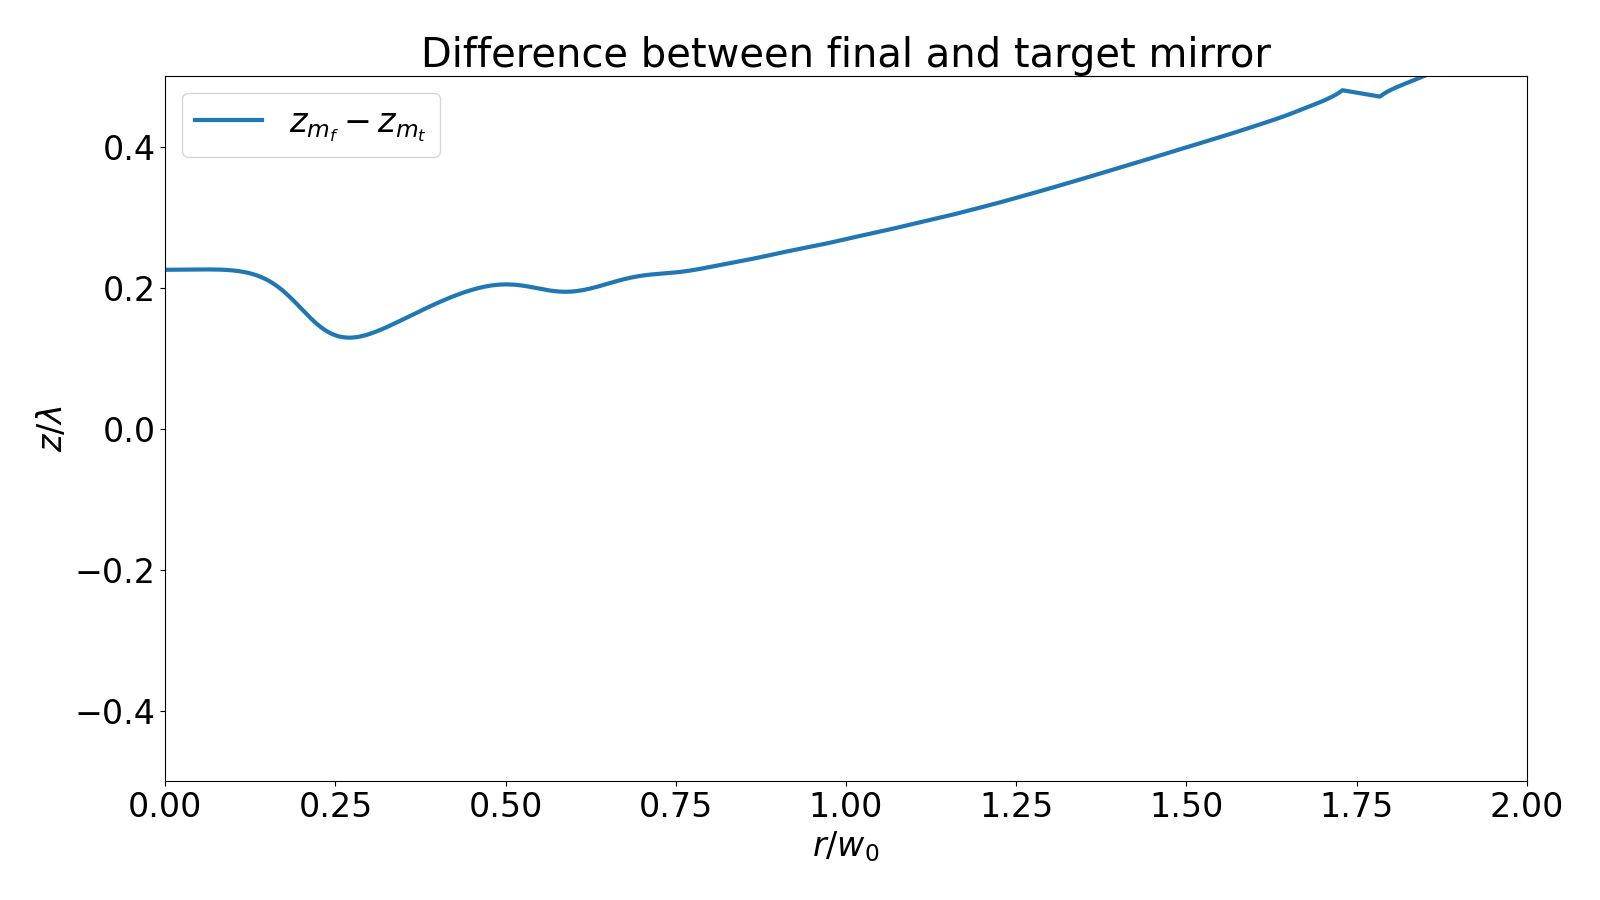 Difference between final and target mirror
z_{m_f} − z_{m_t}
z/λ
0.4
0.2
0.0
−0.2
−0.4
0.00 0.25 0.50 0.75 1.00 1.25 1.50 1.75 2.00
r/w_0